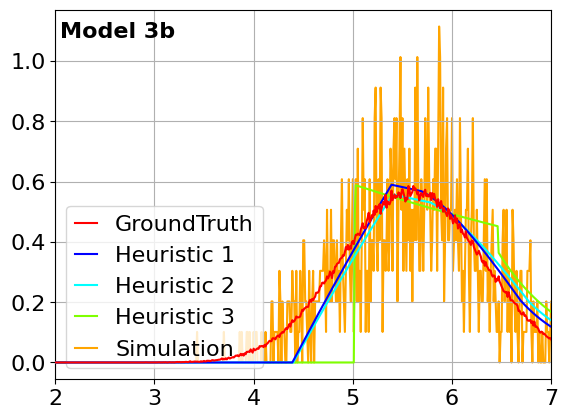 Model 3b
1.0
0.8
0.6
0.4
0.2
0.0
GroundTruth
Heuristic 1
Heuristic 2
Heuristic 3
Simulation
2 3 4 5 6 7